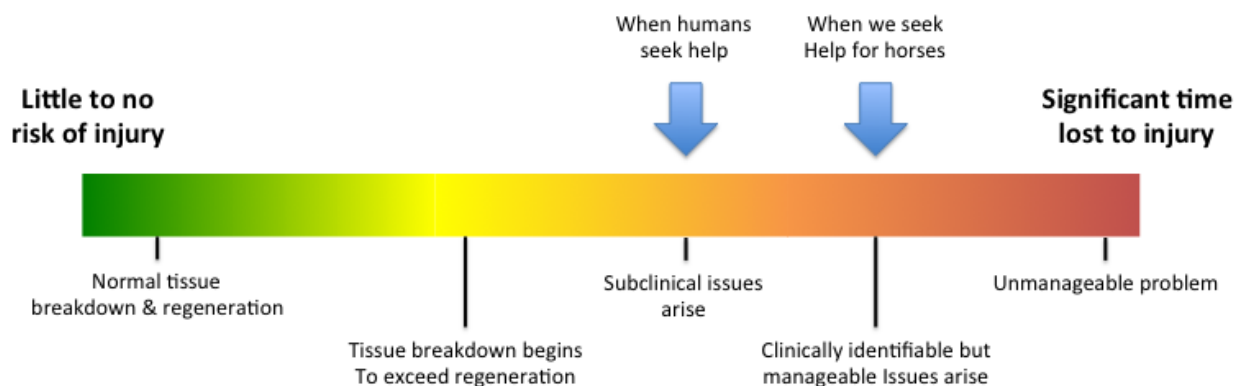 When humans
seek help
When we seek
Help for horses
Little to no
risk of injury
Significant time
lost to injury
Normal tissue
breakdown & regeneration
Tissue breakdown begins
To exceed regeneration
Subclinical issues
arise
Clinically identifiable but
manageable Issues arise
Unmanageable problem